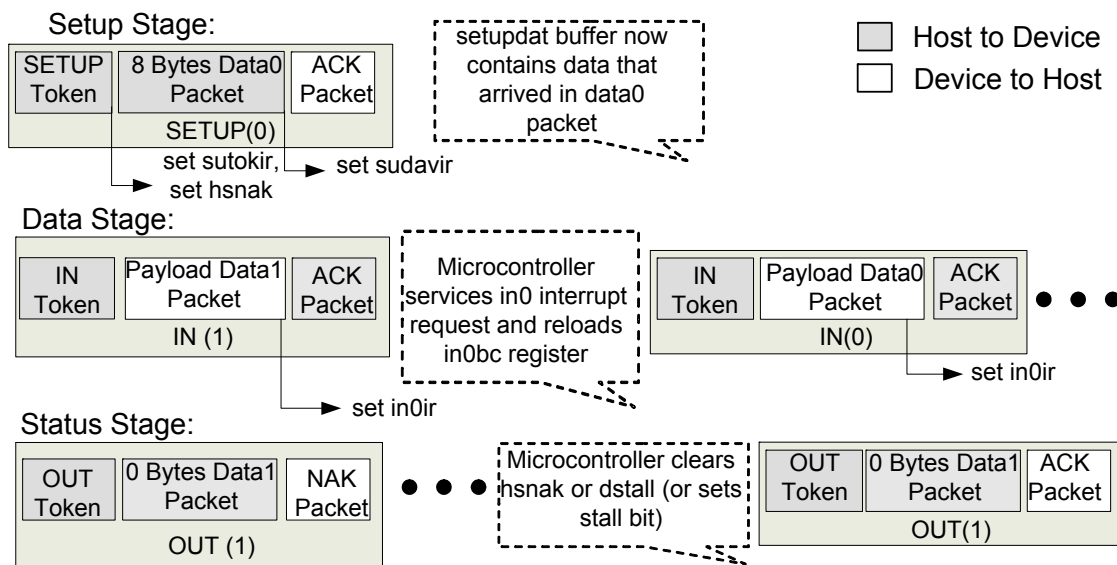 Setup Stage:
SETUP
Token
8 Bytes Data0
Packet
ACK
Packet
SETUP(0)
set sutokir,
set hsnak
set sudavir
setupdat buffer now
contains data that
arrived in data0
packet
Host to Device
Device to Host
Data Stage:
IN
Token
Payload Data1
Packet
ACK
Packet
IN (1)
set in0ir
Microcontroller
services in0 interrupt
request and reloads
in0bc register
IN
Token
Payload Data0
Packet
ACK
Packet
IN(0)
set in0ir
Status Stage:
OUT
Token
0 Bytes Data1
Packet
NAK
Packet
OUT (1)
Microcontroller clears
hsnak or dstall (or sets
stall bit)
OUT
Token
0 Bytes Data1
Packet
ACK
Packet
OUT(1)